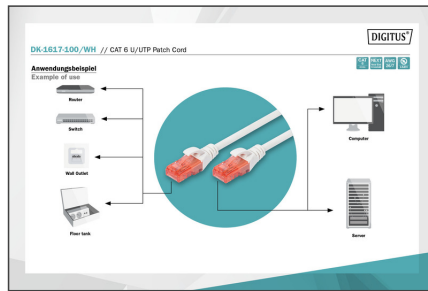 DIGITUS®
DK-1617-100/WH // CAT 6 U/UTP Patch Cord
Anwendungsbeispiel
Example of use
Router
Switch
Wall Outlet
Floor tank
Computer
Server